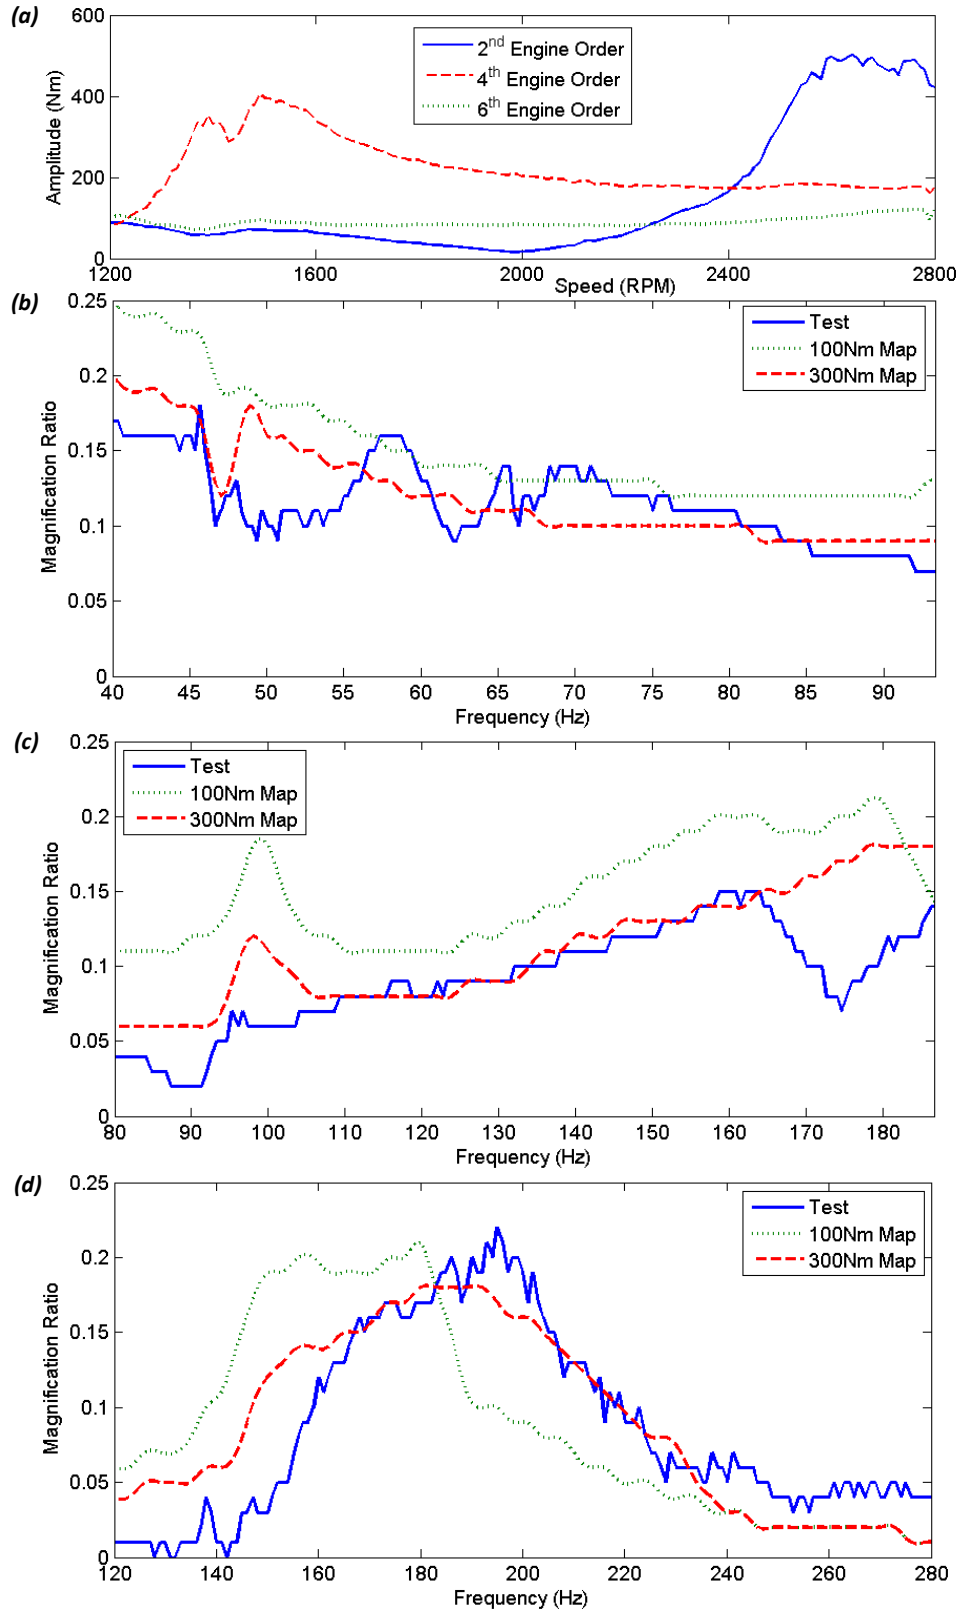 (a)
600
400
200
0
Amplitude (Nm)
2nd Engine Order
4th Engine Order
6th Engine Order
1200 1600 2000 2400 2800
Speed (RPM)
(b)
0.25
0.2
0.15
0.1
0.05
0
Magnification Ratio
Test
100Nm Map
300Nm Map
40 45 50 55 60 65 70 75 80 85 90
Frequency (Hz)
(c)
0.25
0.2
0.15
0.1
0.05
0
Magnification Ratio
Test
100Nm Map
300Nm Map
80 90 100 110 120 130 140 150 160 170 180
Frequency (Hz)
(d)
0.25
0.2
0.15
0.1
0.05
0
Magnification Ratio
Test
100Nm Map
300Nm Map
120 140 160 180 200 220 240 260 280
Frequency (Hz)